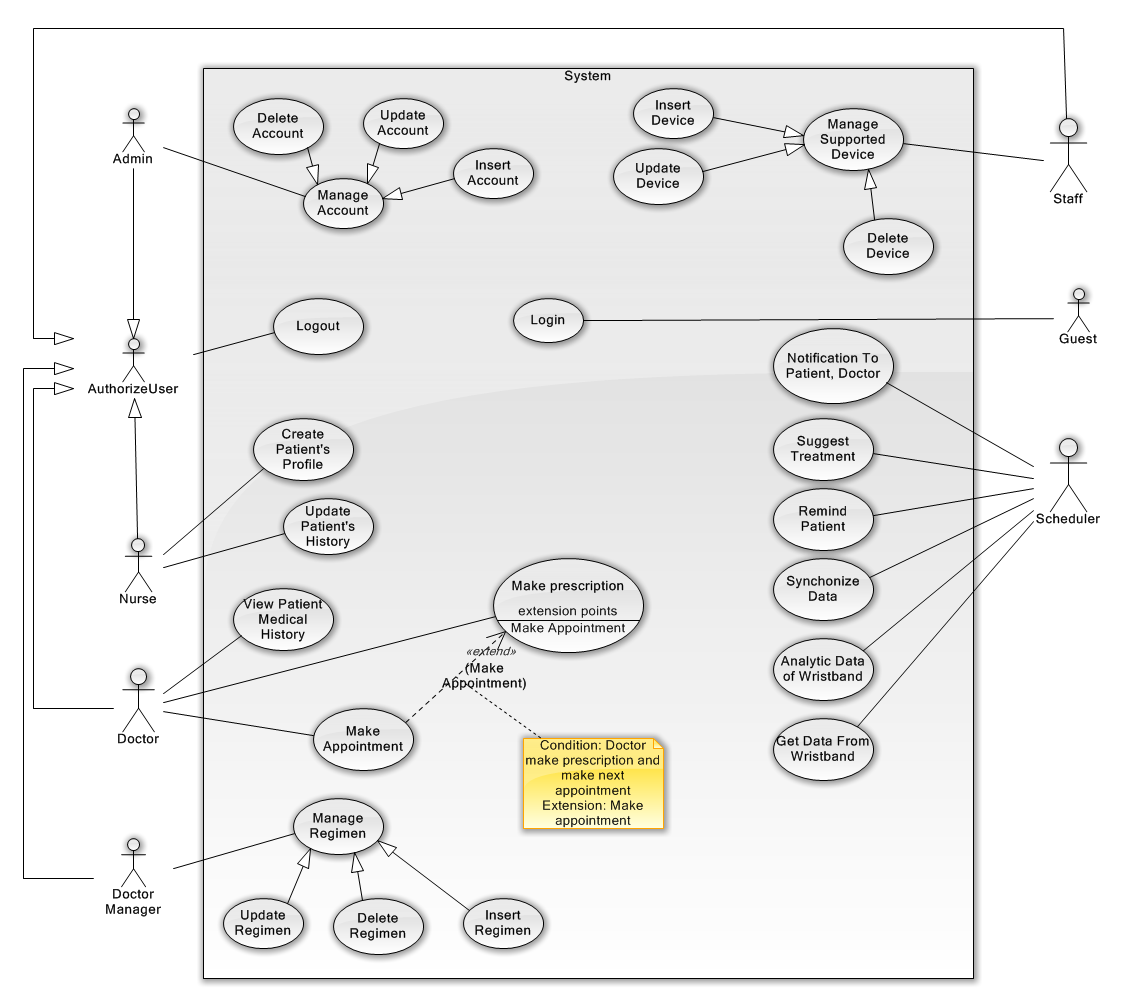 System
Delete
Account
Update
Account
Insert
Account
Manage
Account
Insert
Device
Update
Device
Manage
Supported
Device
Delete
Device
Admin
Staff
Logout
Login
Guest
AuthorizeUser
Notification To
Patient, Doctor
Create
Patient's
Profile
Suggest
Treatment
Update
Patient's
History
Remind
Patient
Scheduler
Nurse
Synchonize
Data
View Patient
Medical
History
Make prescription
extension points
Make Appointment
«extend»
(Make
Appointment)
Analytic Data
of Wristband
Doctor
Make
Appointment
Get Data From
Wristband
Condition: Doctor
make prescription and
make next
appointment
Extension: Make
appointment
Manage
Regimen
Doctor
Manager
Update
Regimen
Delete
Regimen
Insert
Regimen